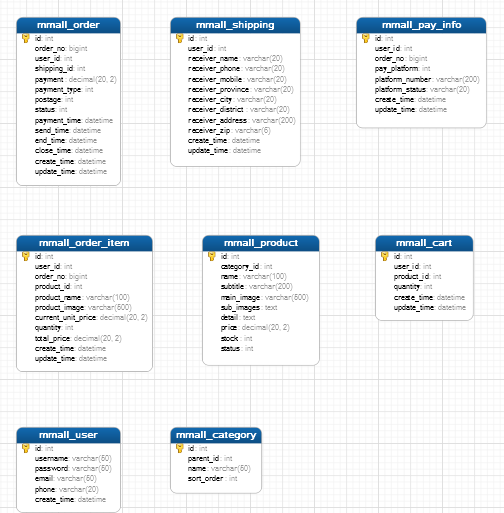 mmall_order
id: int
order_no: bigint
user_id: int
shipping_id: int
payment: decimal(20, 2)
payment_type: int
postage: int
status: int
payment_time: datetime
send_time: datetime
end_time: datetime
close_time: datetime
create_time: datetime
update_time: datetime
mmall_shipping
id: int
user_id: int
receiver_name: varchar(20)
receiver_phone: varchar(20)
receiver_mobile: varchar(20)
receiver_province: varchar(20)
receiver_city: varchar(20)
receiver_district: varchar(20)
receiver_address: varchar(200)
receiver_zip: varchar(6)
create_time: datetime
update_time: datetime
mmall_pay_info
id: int
user_id: int
order_no: bigint
pay_platform: int
platform_number: varchar(200)
platform_status: varchar(20)
create_time: datetime
update_time: datetime
mmall_order_item
id: int
user_id: int
order_no: bigint
product_id: int
product_name: varchar(100)
product_image: varchar(500)
current_unit_price: decimal(20, 2)
quantity: int
total_price: decimal(20, 2)
create_time: datetime
update_time: datetime
mmall_product
id: int
category_id: int
name: varchar(100)
subtitle: varchar(200)
main_image: varchar(500)
sub_images: text
detail: text
price: decimal(20, 2)
stock: int
status: int
mmall_cart
id: int
user_id: int
product_id: int
quantity: int
create_time: datetime
update_time: datetime
mmall_user
id: int
username: varchar(50)
password: varchar(50)
email: varchar(50)
phone: varchar(20)
create_time: datetime
mmall_category
id: int
parent_id: int
name: varchar(50)
sort_order: int